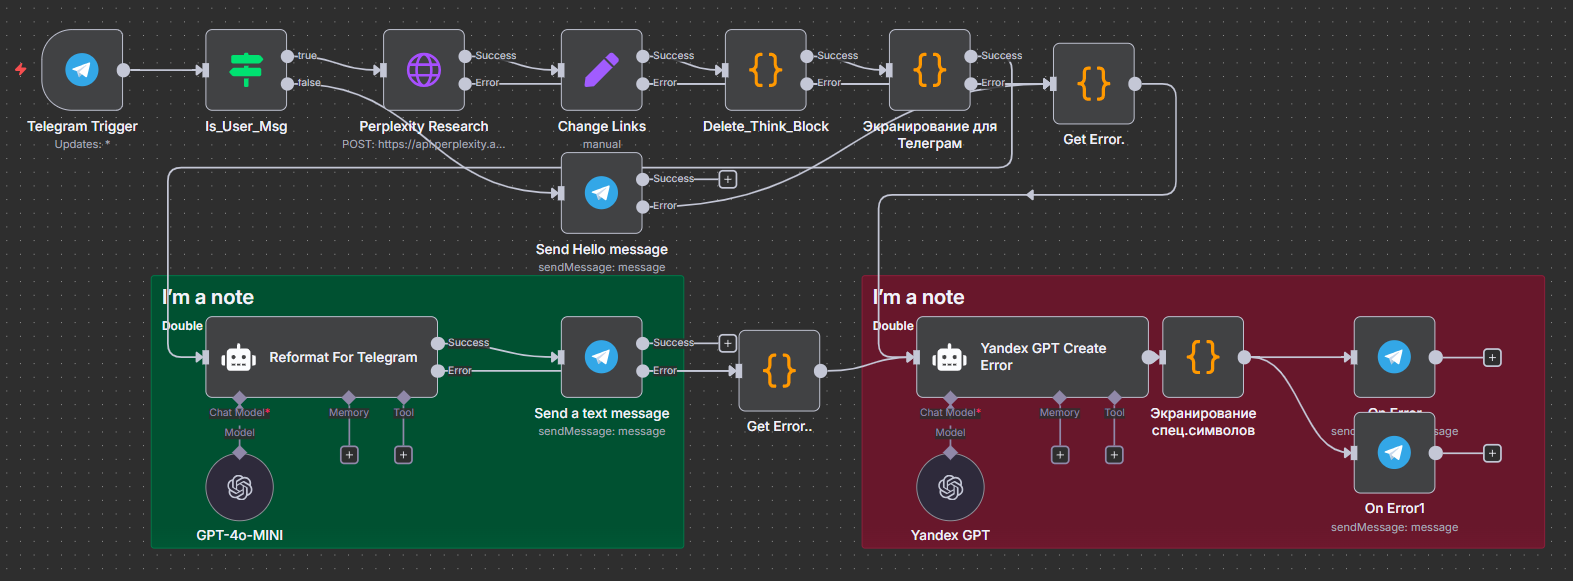 Telegram Trigger
Updates: *
true
false
Is_User_Msg
Success
Error
Perplexity Research
POST: https://api.perplexity.a...
Success
Error
Change Links
manual
Success
Error
Delete_Think_Block
Success
Error
Экранирование для
Телеграм
Get Error.
Success
Error
Send Hello message
sendMessage: message
I'm a note
Double
Reformat For Telegram
Success
Error
Chat Model*
Memory
Tool
Model
GPT-4o-MINI
Success
Error
Send a text message
sendMessage: message
Get Error..
I'm a note
Double
Yandex GPT Create
Error
Chat Model*
Memory
Tool
Model
Yandex GPT
Экранирование
спец.символов
On Error
On Error1
sendMessage: message